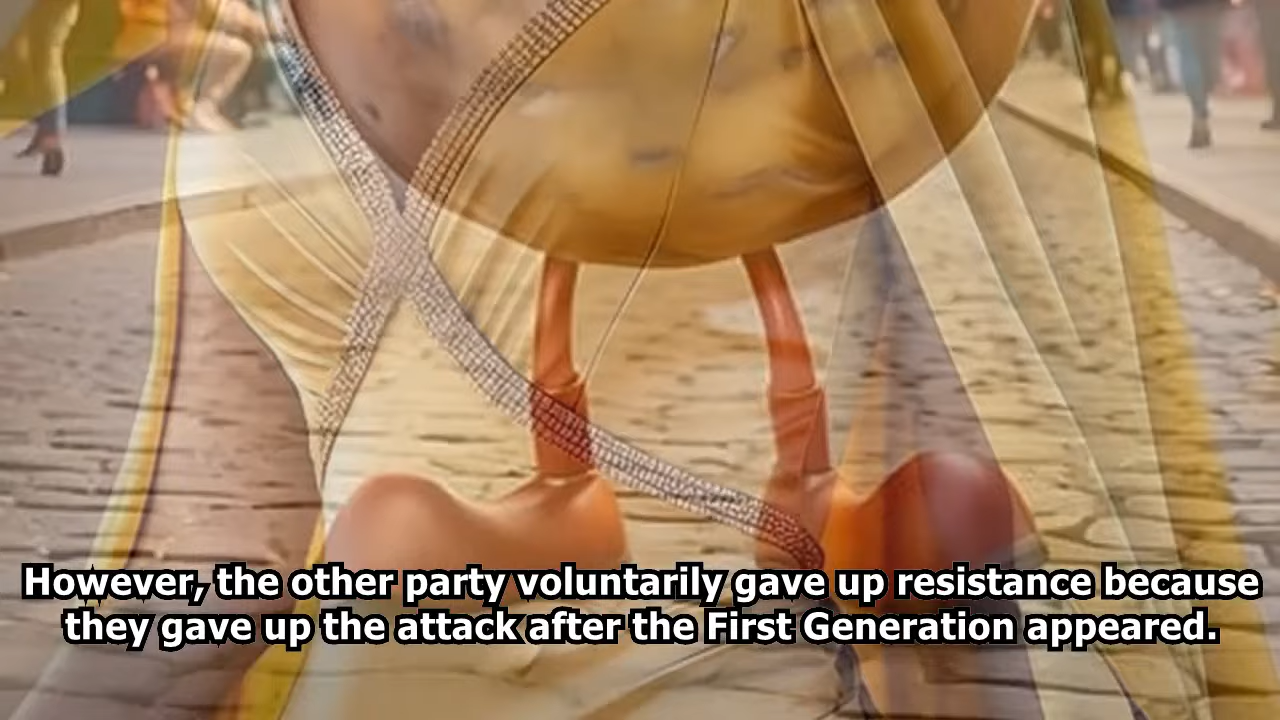 However, the other party voluntarily gave up resistance because
they gave up the attack after the First Generation appeared.